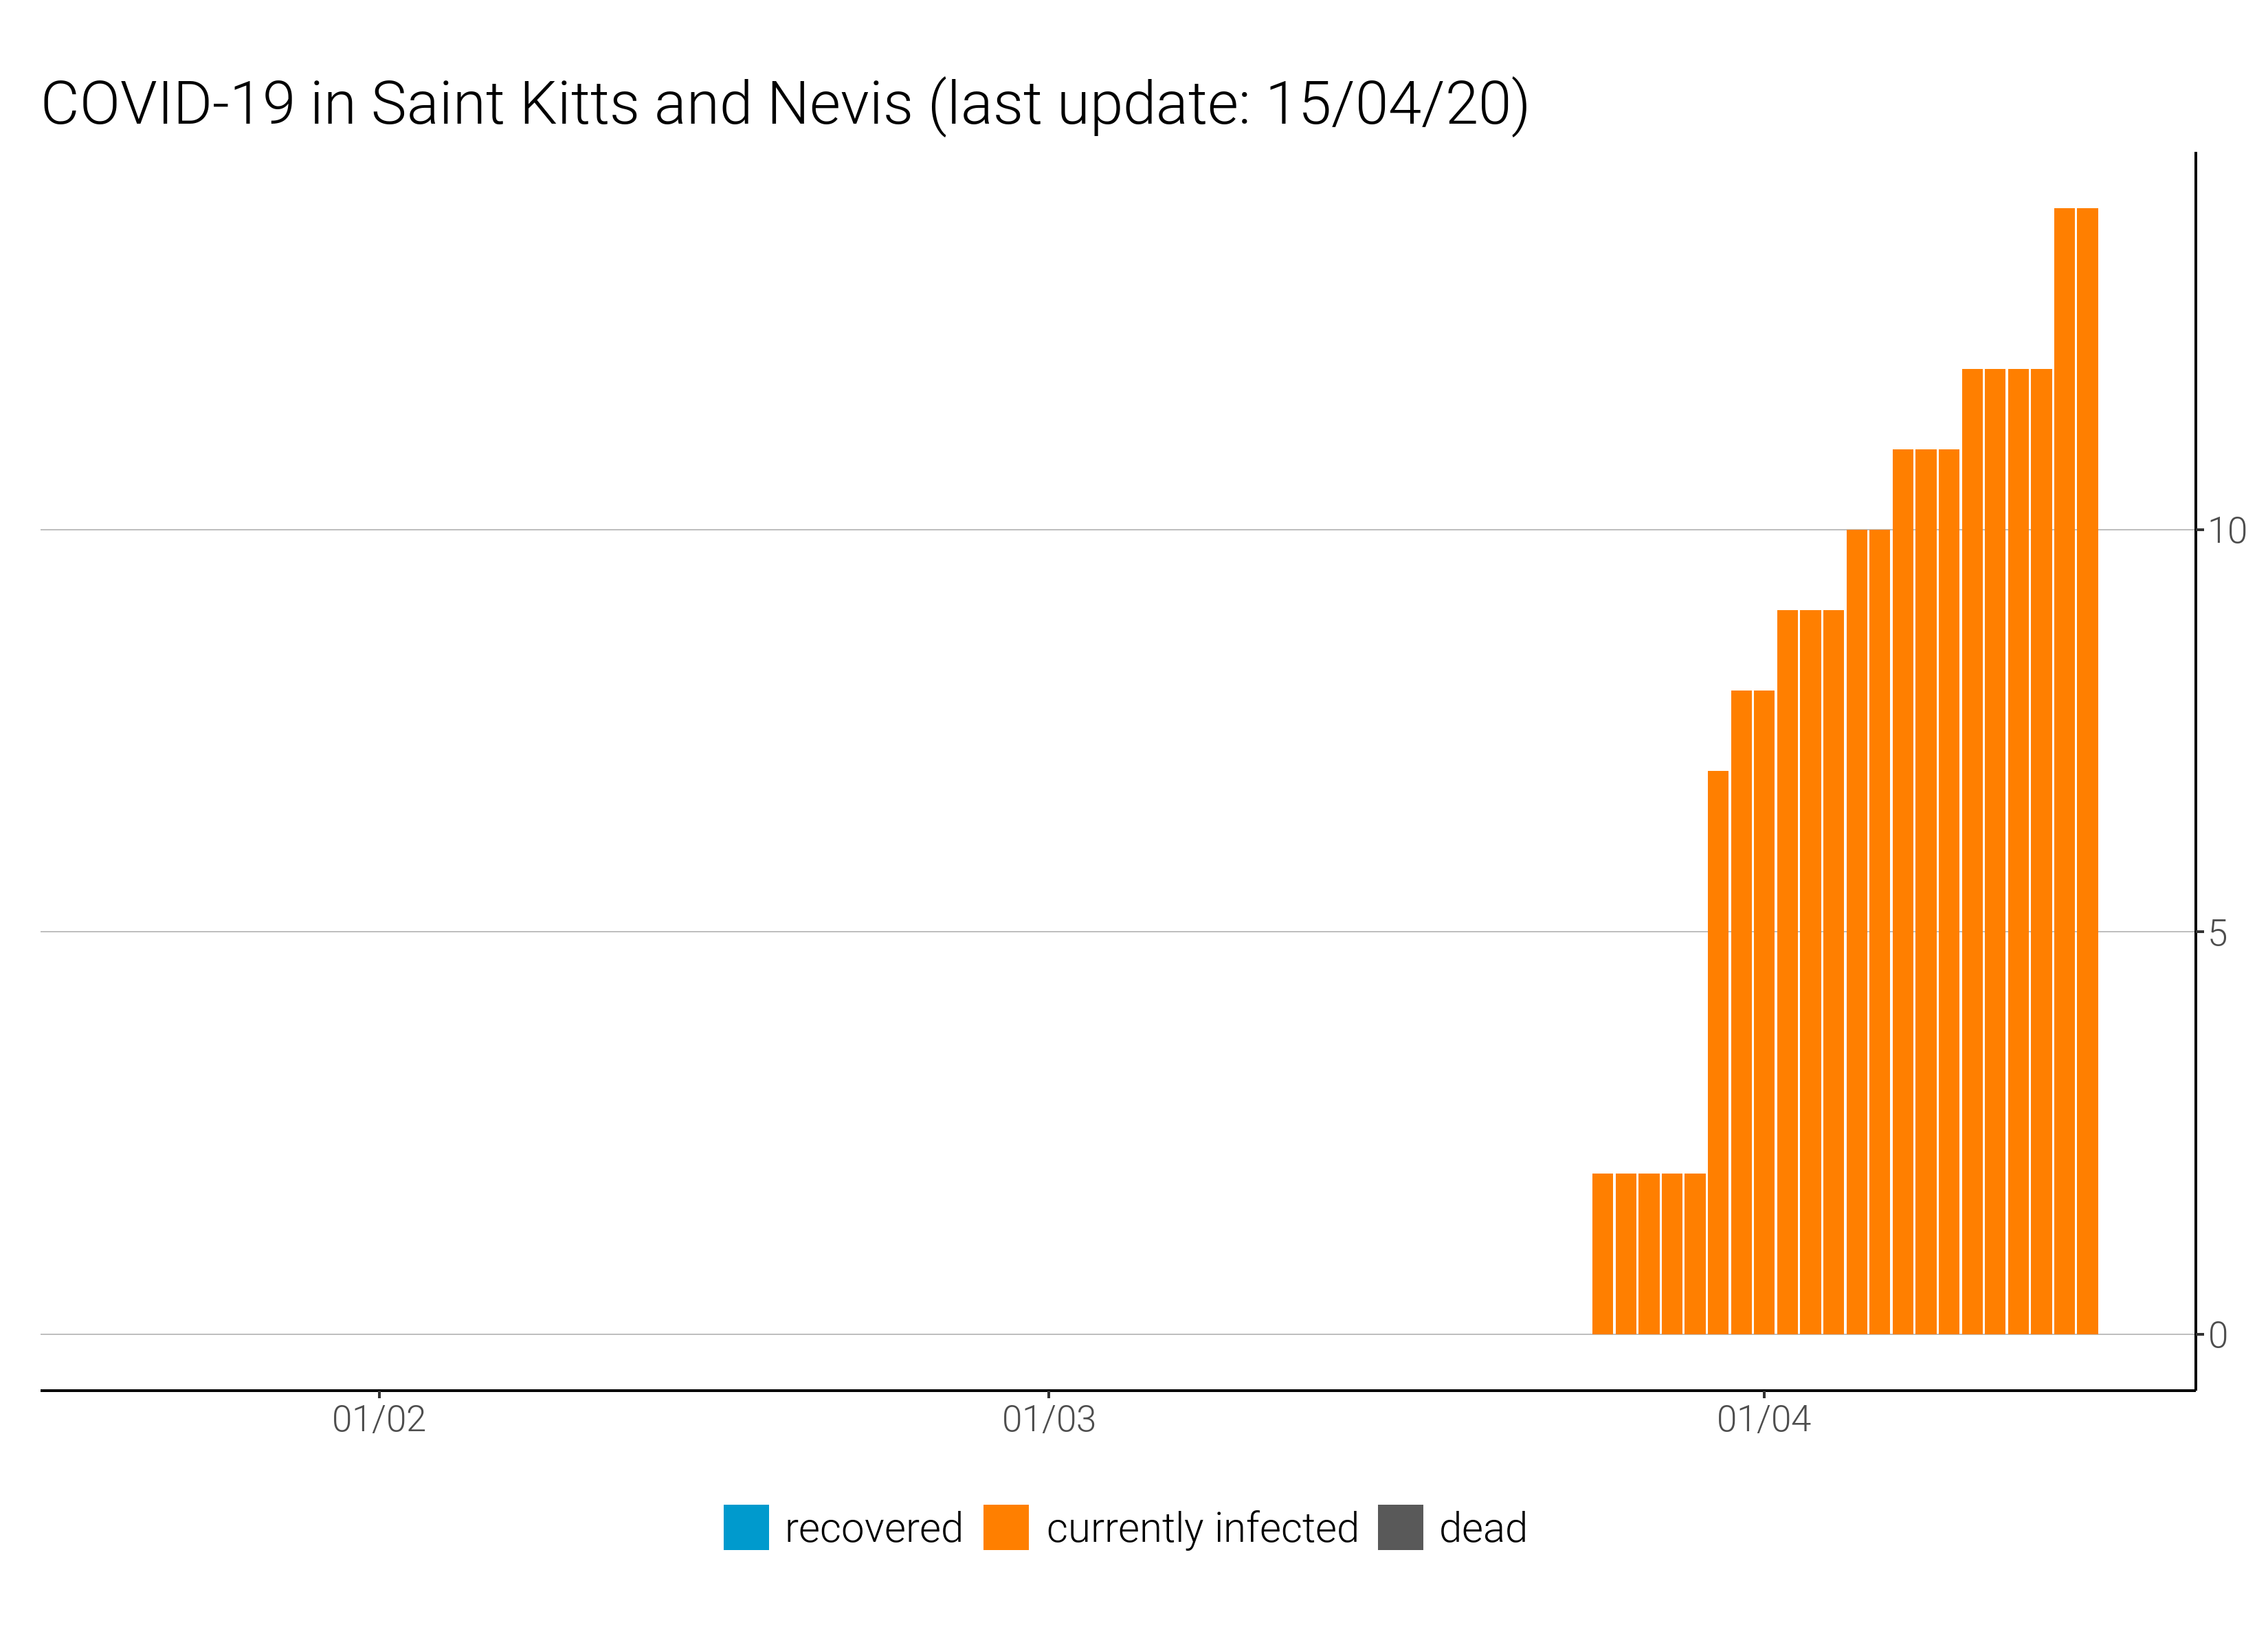 COVID-19 in Saint Kitts and Nevis (last update: 15/04/20)
10
5
0
01/02 01/03 01/04
recovered currently infected dead